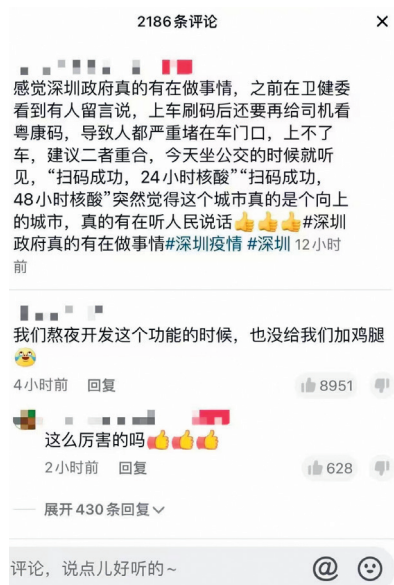 2186条评论
感觉深圳政府真的有在做事情，之前在卫健委
看到有人留言说，上车刷码后还要再给司机看
粤康码，导致人都严重堵在车门口，上不了
车，建议二者重合，今天坐公交的时候就听
见，“扫码成功，24小时核酸”“扫码成功，
48小时核酸”突然觉得这个城市真的是个向上
的城市，真的有在听人民说话👍👍👍#深圳
政府真的有在做事情#深圳疫情 #深圳 12小时
前
我们熬夜开发这个功能的时候，也没给我们加鸡腿
😂
4小时前 回复 8951
这么厉害的吗👍👍👍
2小时前 回复 628
展开430条回复
评论，说点儿好听的~ @